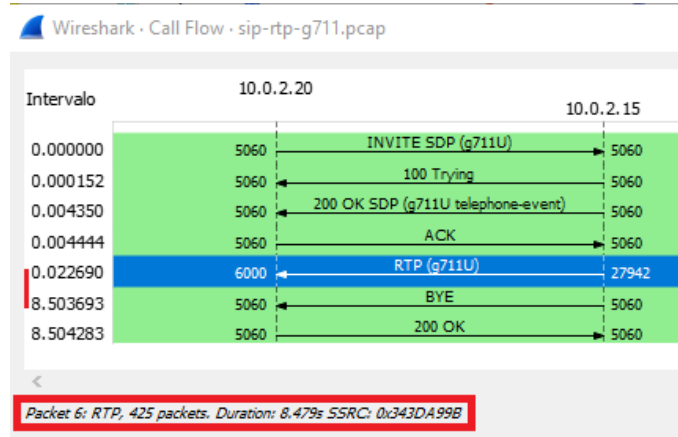 Wireshark · Call Flow · sip-rtp-g711.pcap
Intervalo 10.0.2.20 10.0.2.15
0.000000 5060 INVITE SDP (g711U) 5060
0.000152 5060 100 Trying 5060
0.004350 5060 200 OK SDP (g711U telephone-event) 5060
0.004444 5060 ACK 5060
0.022690 6000 RTP (g711U) 27942
8.503693 5060 BYE 5060
8.504283 5060 200 OK 5060
Packet 6: RTP, 425 packets. Duration: 8.479s SSRC: 0x343DA99B